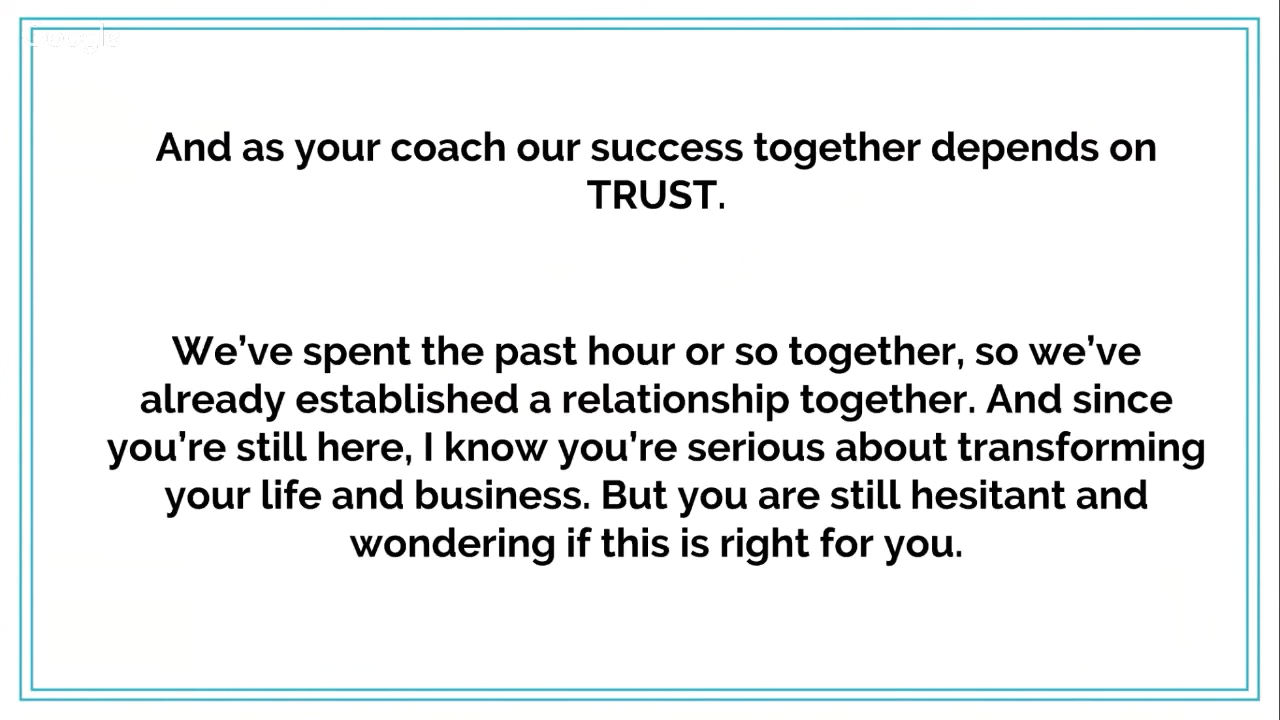 Google
And as your coach our success together depends on
TRUST.
We’ve spent the past hour or so together, so we’ve
already established a relationship together. And since
you’re still here, I know you’re serious about transforming
your life and business. But you are still hesitant and
wondering if this is right for you.